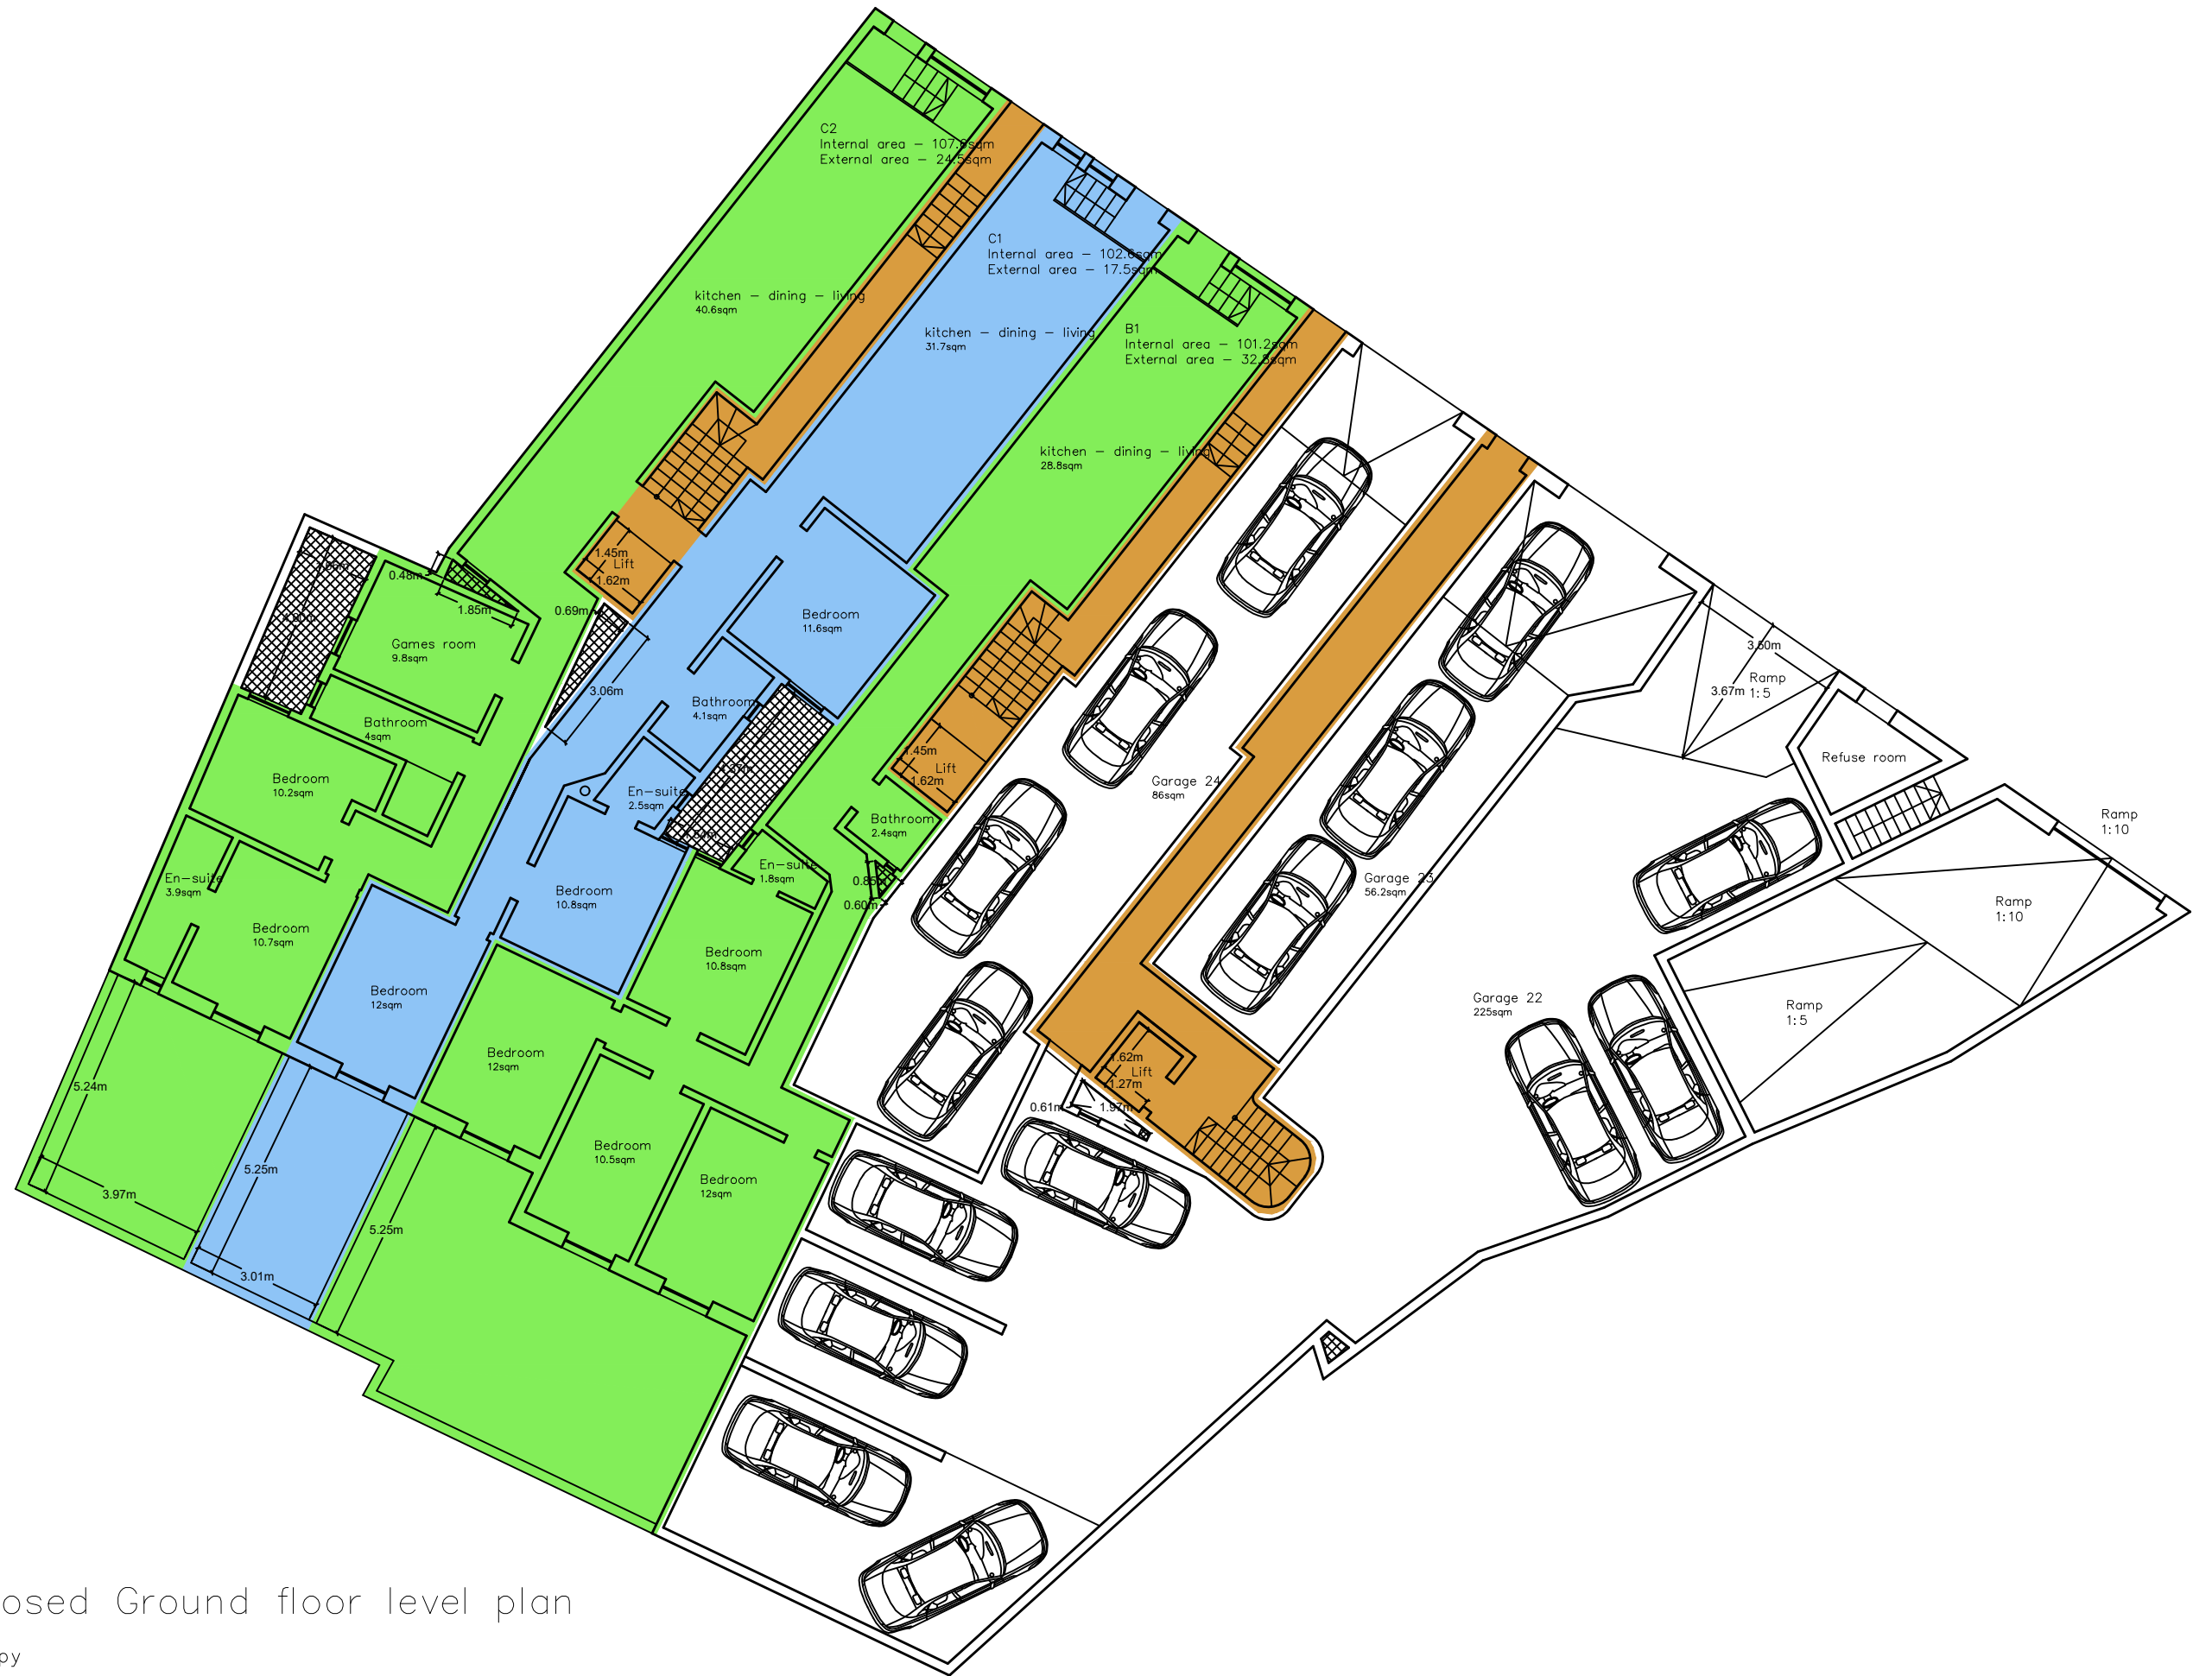 C2
Internal area - 107.6sqm
External area - 24.5sqm
C1
Internal area - 102.6sqm
External area - 17.5sqm
kitchen - dining - living
40.6sqm
kitchen - dining - living
31.7sqm
B1
Internal area - 101.2sqm
External area - 32.8sqm
kitchen - dining - living
28.8sqm
1.45m
Lift
1.62m
0.48m
1.85m
0.69m
Games room
9.8sqm
Bedroom
11.6sqm
3.06m
Bathroom
4.1sqm
Bathroom
4sqm
3.50m
Ramp
1:5
3.67m
Refuse room
1.45m
Lift
1.62m
Bedroom
10.2sqm
En-suite
2.5sqm
Garage 24
86sqm
Bathroom
2.4sqm
Ramp
1:10
En-suite
3.9sqm
En-suite
1.8sqm
0.85m
0.60m
Garage 23
56.2sqm
Bedroom
10.8sqm
Ramp
1:10
Bedroom
10.7sqm
Bedroom
10.8sqm
Bedroom
12sqm
Garage 22
225sqm
Ramp
1:5
Bedroom
12sqm
1.62m
Lift
1.27m
0.61m
1.97m
5.24m
Bedroom
10.5sqm
5.25m
Bedroom
12sqm
3.97m
5.25m
3.01m
osed Ground floor level plan
py